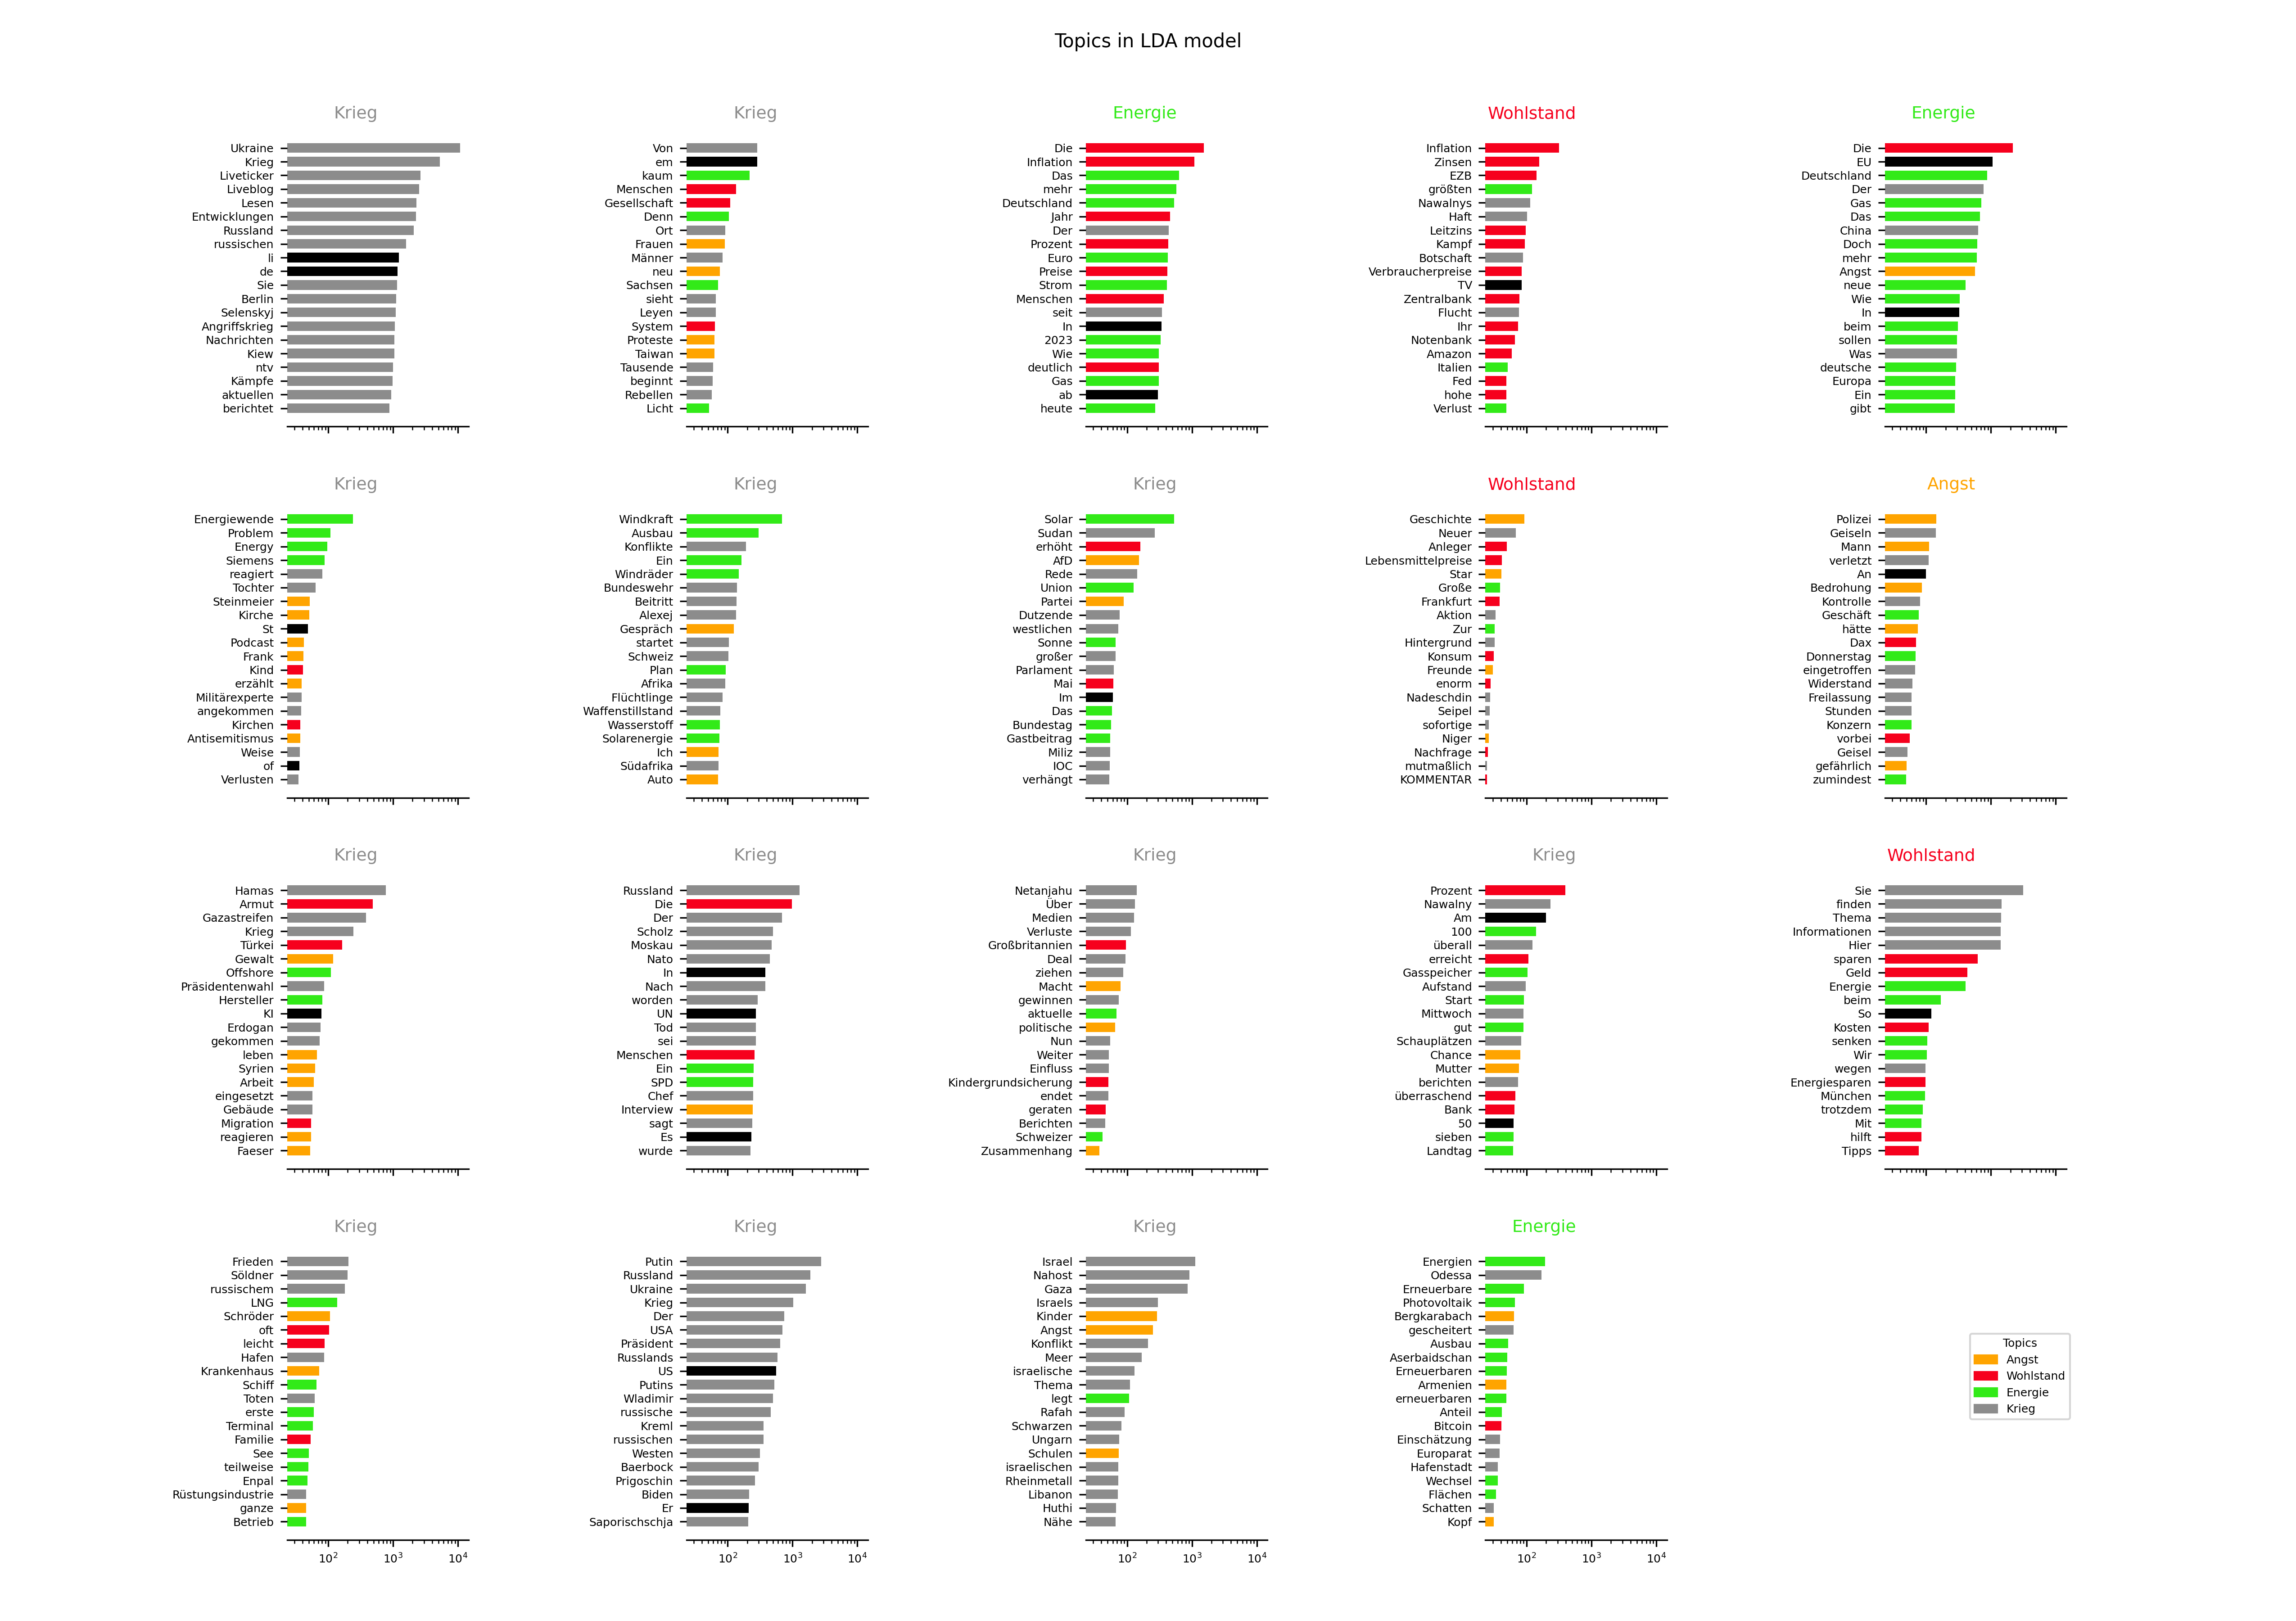 Topics in LDA model
Krieg
Ukraine
Krieg
Liveticker
Liveblog
Lesen
Entwicklungen
Russland
russischen
li
de
Sie
Berlin
Selenskyj
Angriffskrieg
Nachrichten
Kiew
ntv
Kämpfe
aktuellen
berichtet
Krieg
Von
em
kaum
Menschen
Gesellschaft
Denn
Ort
Frauen
Männer
neu
Sachsen
sieht
Leyen
System
Proteste
Taiwan
Tausende
beginnt
Rebellen
Licht
Energie
Die
Inflation
Das
mehr
Deutschland
Jahr
Der
Prozent
Euro
Preise
Strom
Menschen
seit
In
2023
Wie
deutlich
Gas
ab
heute
Wohlstand
Inflation
Zinsen
EZB
größten
Nawalnys
Haft
Leitzins
Kampf
Botschaft
Verbraucherpreise
TV
Zentralbank
Flucht
Ihr
Notenbank
Amazon
Italien
Fed
hohe
Verlust
Energie
Die
EU
Deutschland
Der
Gas
Das
China
Doch
mehr
Angst
neue
Wie
In
beim
sollen
Was
deutsche
Europa
Ein
gibt
Krieg
Energiewende
Problem
Energy
Siemens
reagiert
Tochter
Steinmeier
Kirche
St
Podcast
Frank
Kind
erzählt
Militärexperte
angekommen
Kirchen
Antisemitismus
Weise
of
Verlusten
Krieg
Windkraft
Ausbau
Konflikte
Ein
Windräder
Bundeswehr
Beitritt
Alexej
Gespräch
startet
Schweiz
Plan
Afrika
Flüchtlinge
Waffenstillstand
Wasserstoff
Solarenergie
Ich
Südafrika
Auto
Krieg
Solar
Sudan
erhöht
AfD
Rede
Union
Partei
Dutzende
westlichen
Sonne
großer
Parlament
Mai
Im
Das
Bundestag
Gastbeitrag
Miliz
IOC
verhängt
Wohlstand
Geschichte
Neuer
Anleger
Lebensmittelpreise
Star
Große
Frankfurt
Aktion
Zur
Hintergrund
Konsum
Freunde
enorm
Nadeschdin
Seipel
sofortige
Niger
Nachfrage
mutmaßlich
KOMMENTAR
Angst
Polizei
Geiseln
Mann
verletzt
An
Bedrohung
Kontrolle
Geschäft
hätte
Dax
Donnerstag
eingetroffen
Widerstand
Freilassung
Stunden
Konzern
vorbei
Geisel
gefährlich
zumindest
Krieg
Hamas
Armut
Gazastreifen
Krieg
Türkei
Gewalt
Offshore
Präsidentenwahl
Hersteller
KI
Erdogan
gekommen
leben
Syrien
Arbeit
eingesetzt
Gebäude
Migration
reagieren
Faeser
Krieg
Russland
Die
Der
Scholz
Moskau
Nato
In
Nach
worden
UN
Tod
sei
Menschen
Ein
SPD
Chef
Interview
sagt
Es
wurde
Krieg
Netanjahu
Über
Medien
Verluste
Großbritannien
Deal
ziehen
Macht
gewinnen
aktuelle
politische
Nun
Weiter
Einfluss
Kindergrundsicherung
endet
geraten
Berichten
Schweizer
Zusammenhang
Krieg
Prozent
Nawalny
Am
100
überall
erreicht
Gasspeicher
Aufstand
Start
Mittwoch
gut
Schauplätzen
Chance
Mutter
berichten
überraschend
Bank
50
sieben
Landtag
Wohlstand
Sie
finden
Thema
Informationen
Hier
sparen
Geld
Energie
beim
So
Kosten
senken
Wir
wegen
Energiesparen
München
trotzdem
Mit
hilft
Tipps
Krieg
Frieden
Söldner
russischem
LNG
Schröder
oft
leicht
Hafen
Krankenhaus
Schiff
Toten
erste
Terminal
Familie
See
teilweise
Enpal
Rüstungsindustrie
ganze
Betrieb
10² 10³ 10⁴
Krieg
Putin
Russland
Ukraine
Krieg
Der
USA
Präsident
Russlands
US
Putins
Wladimir
russische
Kreml
russischen
Westen
Baerbock
Prigoschin
Biden
Er
Saporischschja
10² 10³ 10⁴
Krieg
Israel
Nahost
Gaza
Israels
Kinder
Angst
Konflikt
Meer
israelische
Thema
legt
Rafah
Schwarzen
Ungarn
Schulen
israelischen
Rheinmetall
Libanon
Huthi
Nähe
10² 10³ 10⁴
Energie
Energien
Odessa
Erneuerbare
Photovoltaik
Bergkarabach
gescheitert
Ausbau
Aserbaidschan
Erneuerbaren
Armenien
erneuerbaren
Anteil
Bitcoin
Einschätzung
Europarat
Hafenstadt
Wechsel
Flächen
Schatten
Kopf
10² 10³ 10⁴
Topics
Angst
Wohlstand
Energie
Krieg